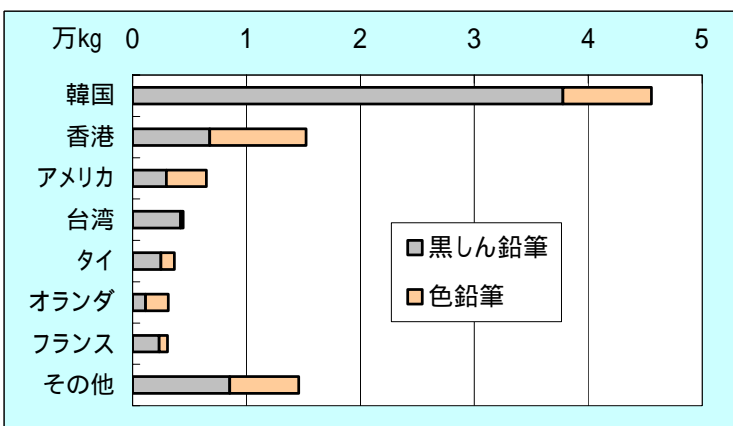 万kg 0 1 2 3 4 5
韓国
香港
アメリカ
台湾
タイ
オランダ
フランス
その他
黒しん鉛筆
色鉛筆